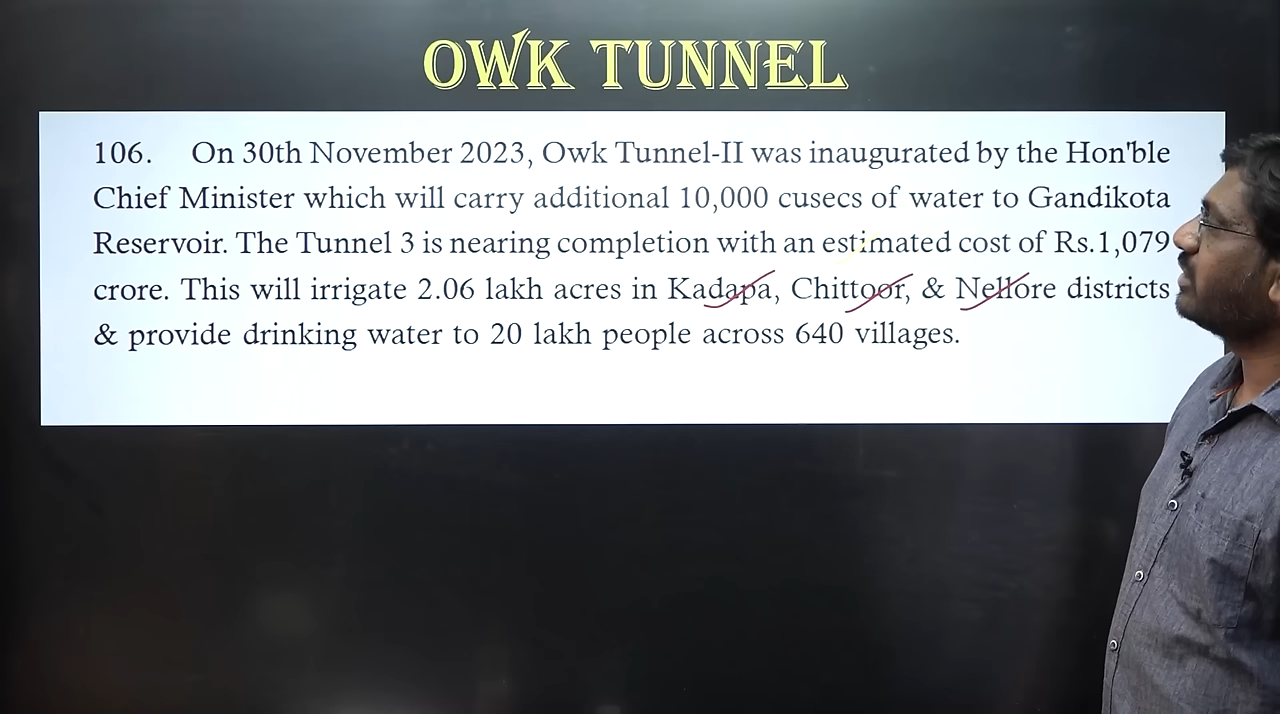 OWK TUNNEL
106. On 30th November 2023, Owk Tunnel-II was inaugurated by the Hon'ble
Chief Minister which will carry additional 10,000 cusecs of water to Gandikota
Reservoir. The Tunnel 3 is nearing completion with an estimated cost of Rs.1,079
crore. This will irrigate 2.06 lakh acres in Kadapa, Chittoor, & Nellore districts
& provide drinking water to 20 lakh people across 640 villages.